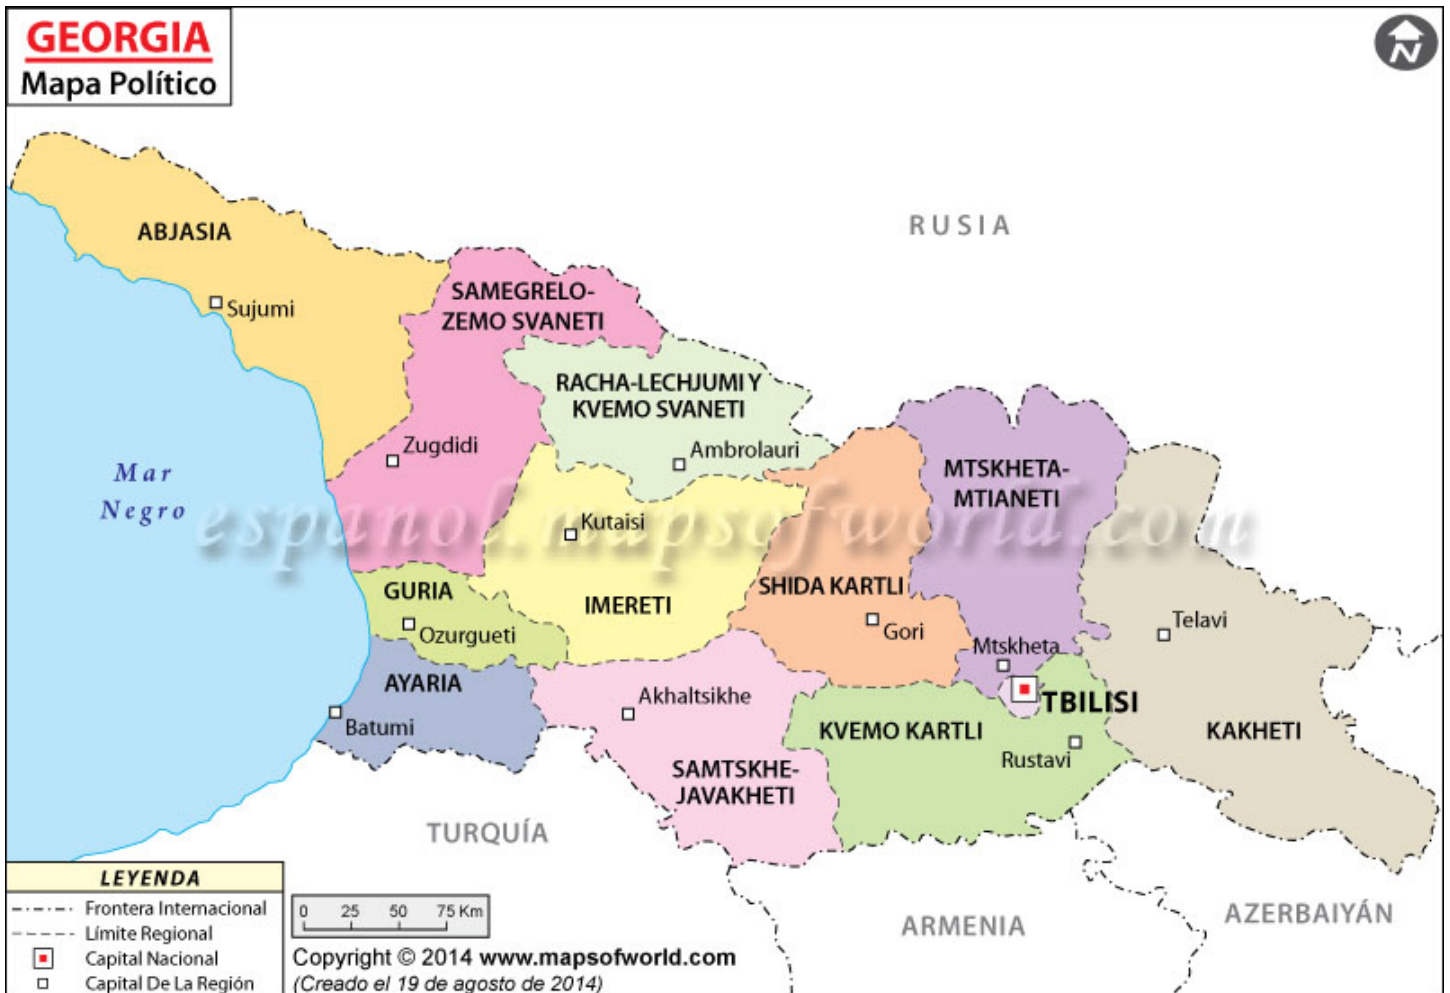 GEORGIA
Mapa Político
N
RUSIA
ABJASIA
Sujumi
SAMEGRELO-
ZEMO SVANETI
RACHA-LECHJUMI Y
KVEMO SVANETI
Zugdidi
Ambrolauri
Mar
Negro
MTSKHETA-
MTIANETI
espanol.mapsofworld.com
Kutaisi
GURIA
IMERETI
SHIDA KARTLI
Ozurgueti
Gori
Telavi
Mtskheta
AYARIA
Akhaltsikhe
TBILISI
Batumi
KVEMO KARTLI
KAKHETI
Rustavi
SAMTSKHE-
JAVAKHETI
TURQUÍA
ARMENIA
AZERBAIYÁN
LEYENDA
Frontera Internacional
Límite Regional
Capital Nacional
Capital De La Región
0 25 50 75 Km
Copyright © 2014 www.mapsofworld.com
(Creado el 19 de agosto de 2014)